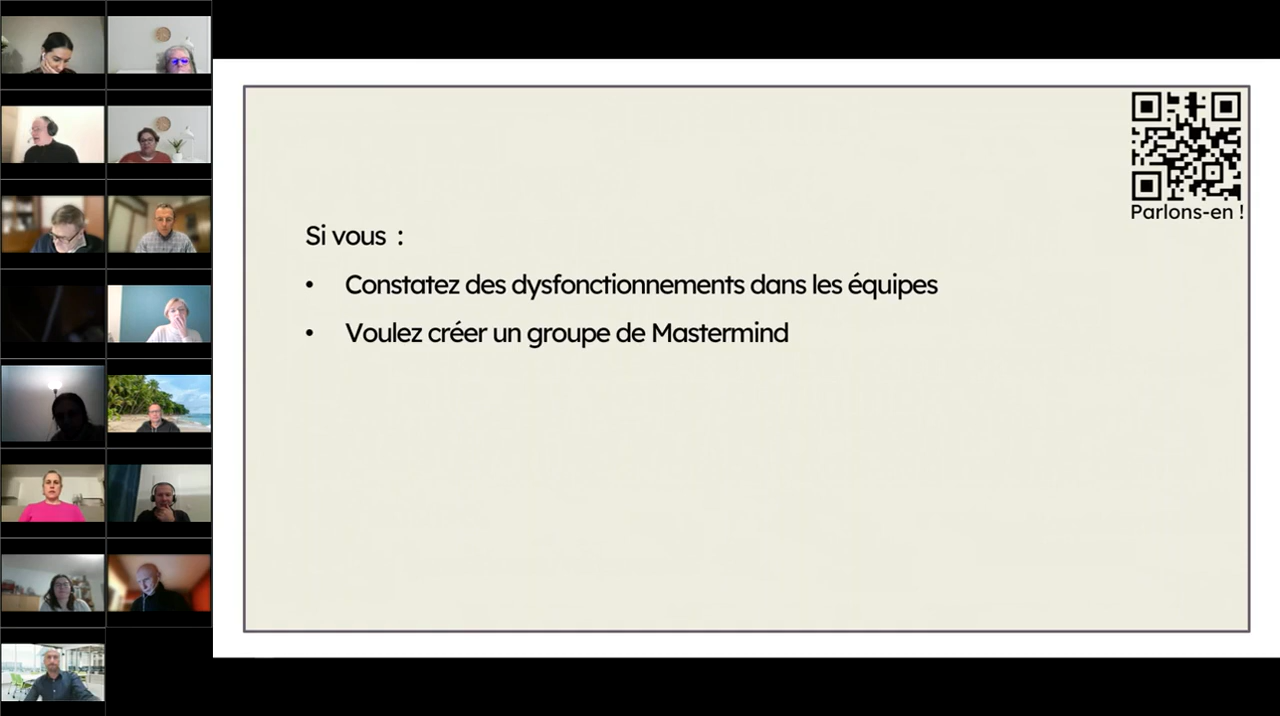 Parlons-en !
Si vous :
• Constatez des dysfonctionnements dans les équipes
• Voulez créer un groupe de Mastermind